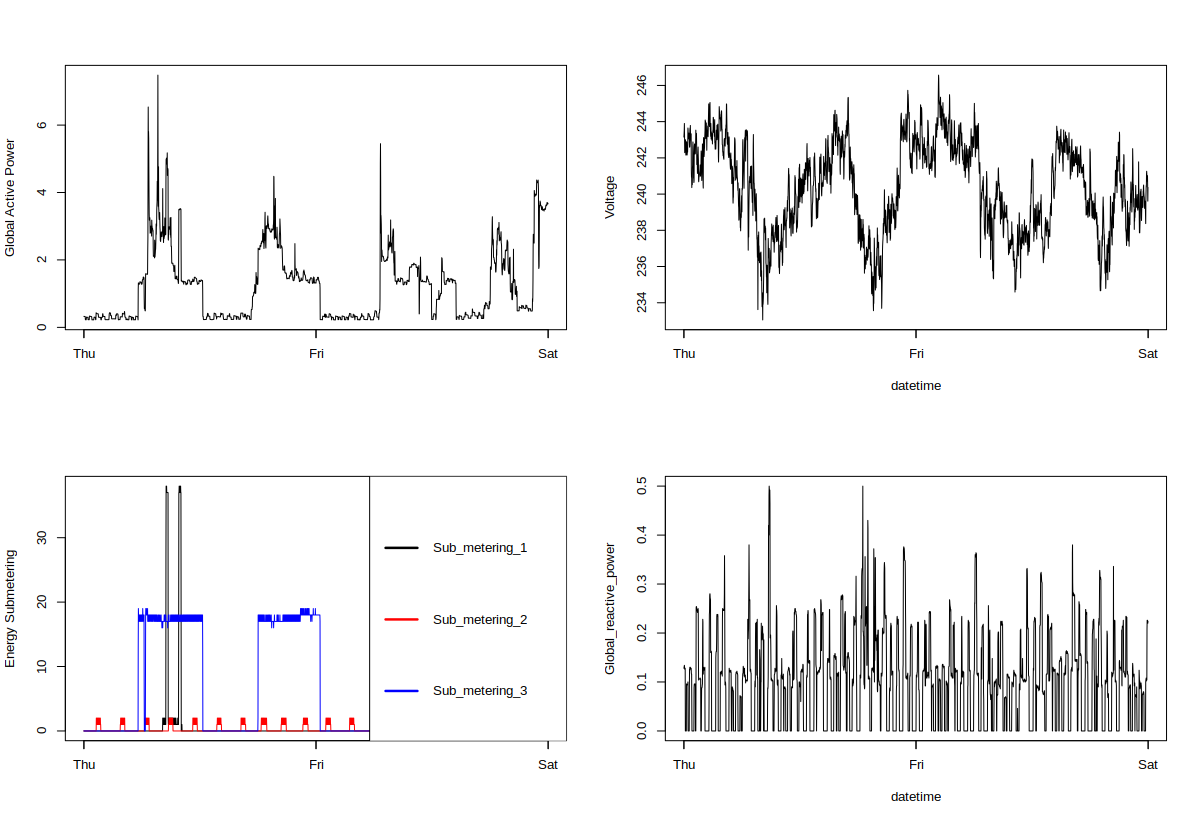 Global Active Power
6
4
2
0
Thu
Fri
Sat
Voltage
246
244
242
240
238
236
234
Thu
Fri
Sat
datetime
Energy Submetering
30
20
10
0
Sub_metering_1
Sub_metering_2
Sub_metering_3
Thu
Fri
Sat
Global_reactive_power
0.5
0.4
0.3
0.2
0.1
0.0
Thu
Fri
Sat
datetime